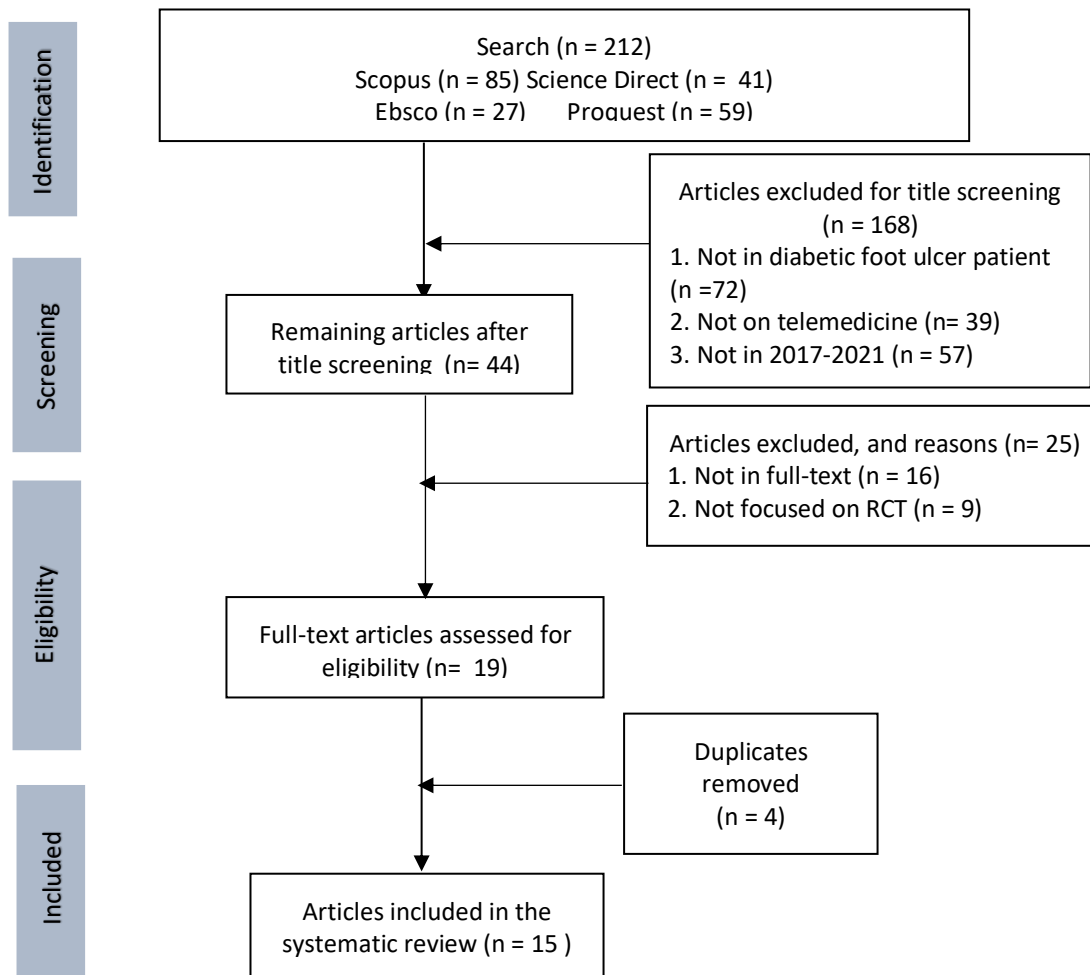 Identification
Search (n = 212)
Scopus (n = 85) Science Direct (n = 41)
Ebsco (n = 27) Proquest (n = 59)
Articles excluded for title screening
(n = 168)
1. Not in diabetic foot ulcer patient
(n =72)
2. Not on telemedicine (n= 39)
3. Not in 2017-2021 (n = 57)
Screening
Remaining articles after
title screening (n= 44)
Articles excluded, and reasons (n= 25)
1. Not in full-text (n = 16)
2. Not focused on RCT (n = 9)
Eligibility
Full-text articles assessed for
eligibility (n= 19)
Duplicates
removed
(n = 4)
Included
Articles included in the
systematic review (n = 15 )